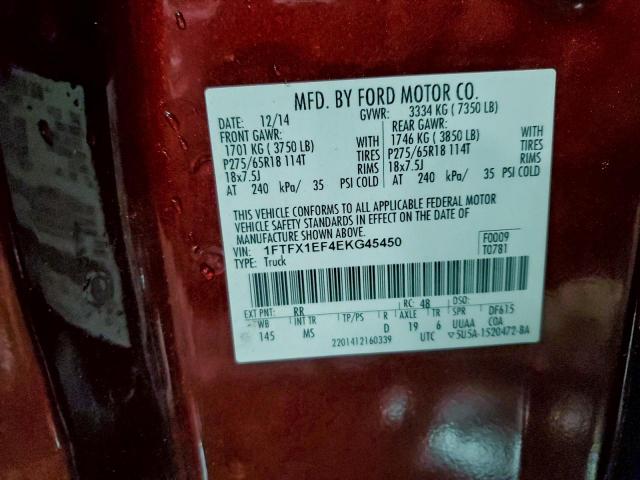 MFD. BY FORD MOTOR CO.
DATE: 12/14 GVWR: 3334 KG ( 7350 LB)
FRONT GAWR: REAR GAWR:
1701 KG ( 3750 LB) WITH 1746 KG ( 3850 LB) WITH
P275/65R18 114T TIRES P275/65R18 114T TIRES
18x7.5J RIMS 18x7.5J RIMS
AT 240 kPa/ 35 PSI COLD AT 240 kPa/ 35 PSI COLD
THIS VEHICLE CONFORMS TO ALL APPLICABLE FEDERAL MOTOR
VEHICLE SAFETY STANDARDS IN EFFECT ON THE DATE OF
MANUFACTURE SHOWN ABOVE.
VIN: 1FTFX1EF4EKG45450 F0009
TYPE: Truck T0781
EXT PNT: RR RC: 48 DSO:
WB INT TR TP/PS R AXLE TR SPR DF615
145 MS D 19 6 UUAA COA
2201412160339 UTC ▽5U5A-1520472-BA